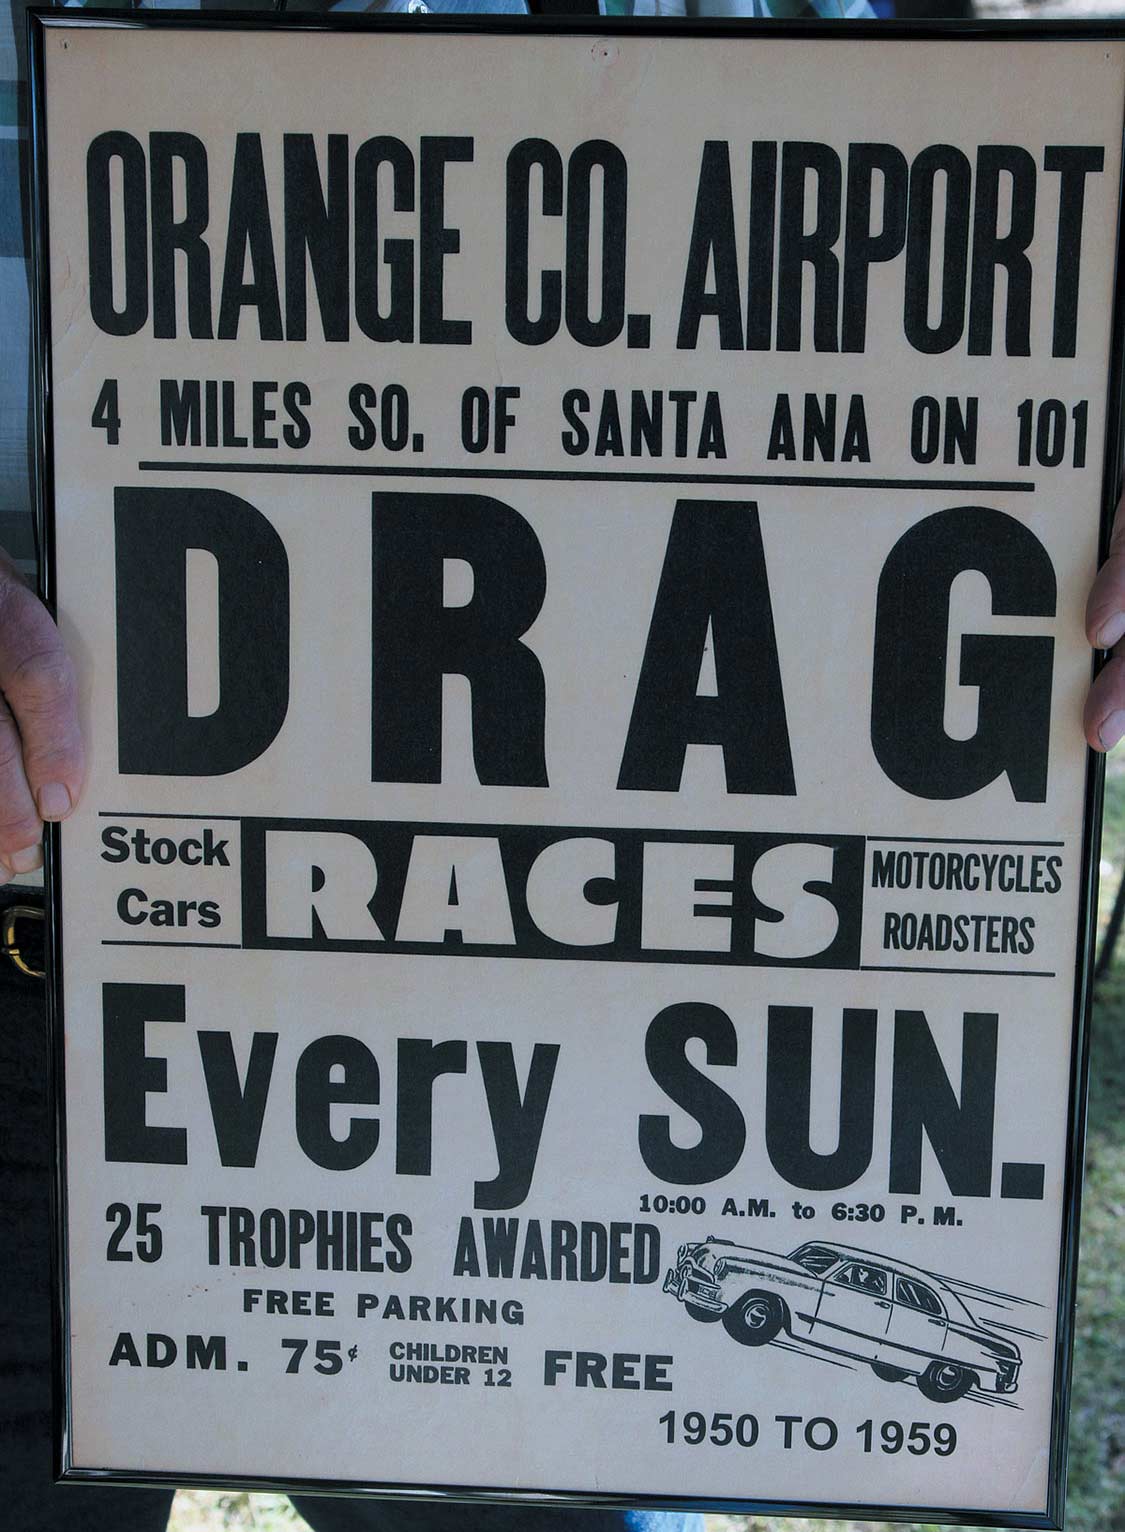 ORANGE CO. AIRPORT
4 MILES SO. OF SANTA ANA ON 101
DRAG
Stock
Cars
RACES
MOTORCYCLES
ROADSTERS
Every SUN.
10:00 A.M. to 6:30 P.M.
25 TROPHIES AWARDED
FREE PARKING
ADM. 75¢ CHILDREN
UNDER 12 FREE
1950 TO 1959